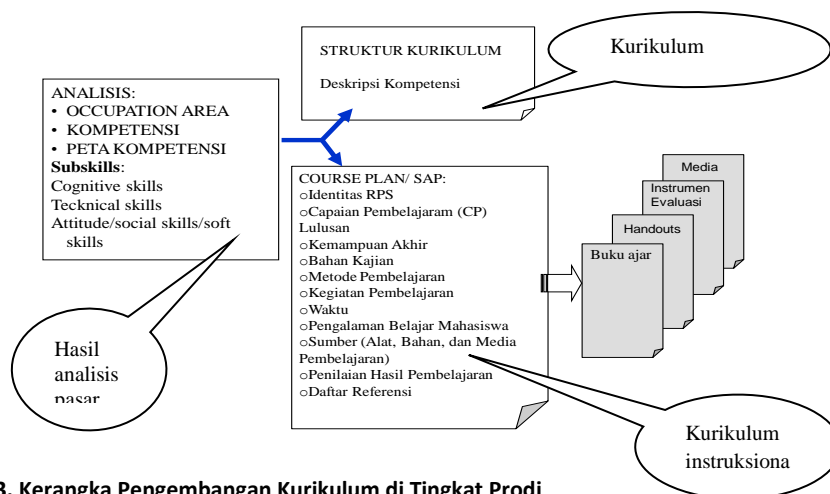 STRUKTUR KURIKULUM
Deskripsi Kompetensi
Kurikulum
ANALISIS:
• OCCUPATION AREA
• KOMPETENSI
• PETA KOMPETENSI
Subskills:
Cognitive skills
Tecknical skills
Attitude/social skills/soft
skills
COURSE PLAN/ SAP:
oIdentitas RPS
oCapaian Pembelajaram (CP)
Lulusan
oKemampuan Akhir
oBahan Kajian
oMetode Pembelajaran
oKegiatan Pembelajaran
oWaktu
oPengalaman Belajar Mahasiswa
oSumber (Alat, Bahan, dan Media
Pembelajaran)
oPenilaian Hasil Pembelajaran
oDaftar Referensi
Media
Instrumen
Evaluasi
Handouts
Buku ajar
Hasil
analisis
pasar
Kurikulum
instruksiona
3. Kerangka Pengembangan Kurikulum di Tingkat Prodi